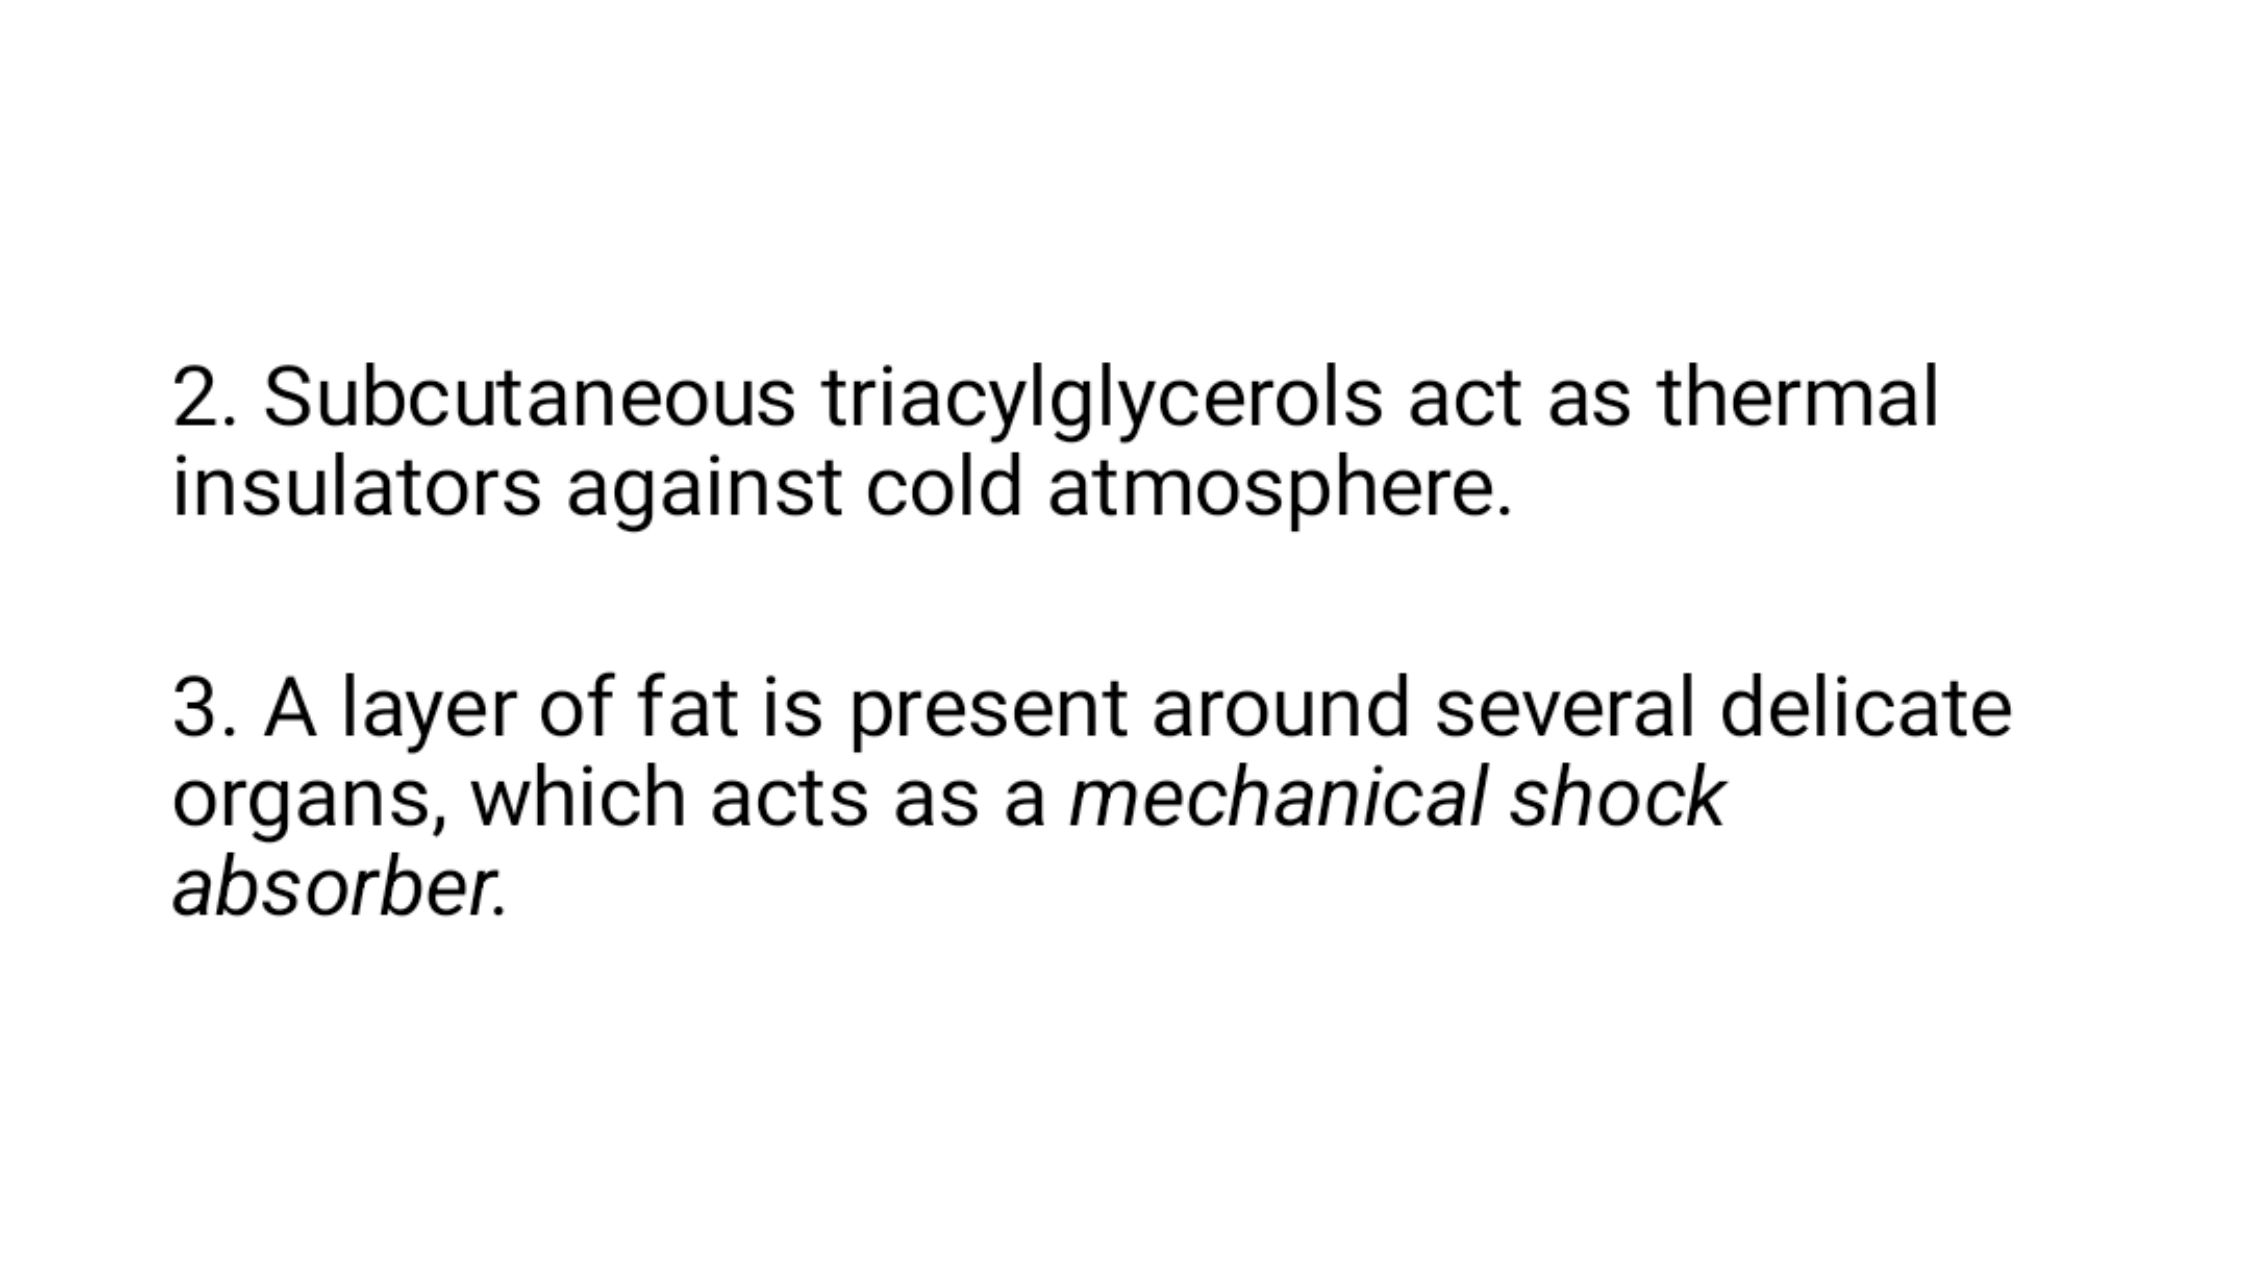 2. Subcutaneous triacylglycerols act as thermal
insulators against cold atmosphere.
3. A layer of fat is present around several delicate
organs, which acts as a mechanical shock
absorber.